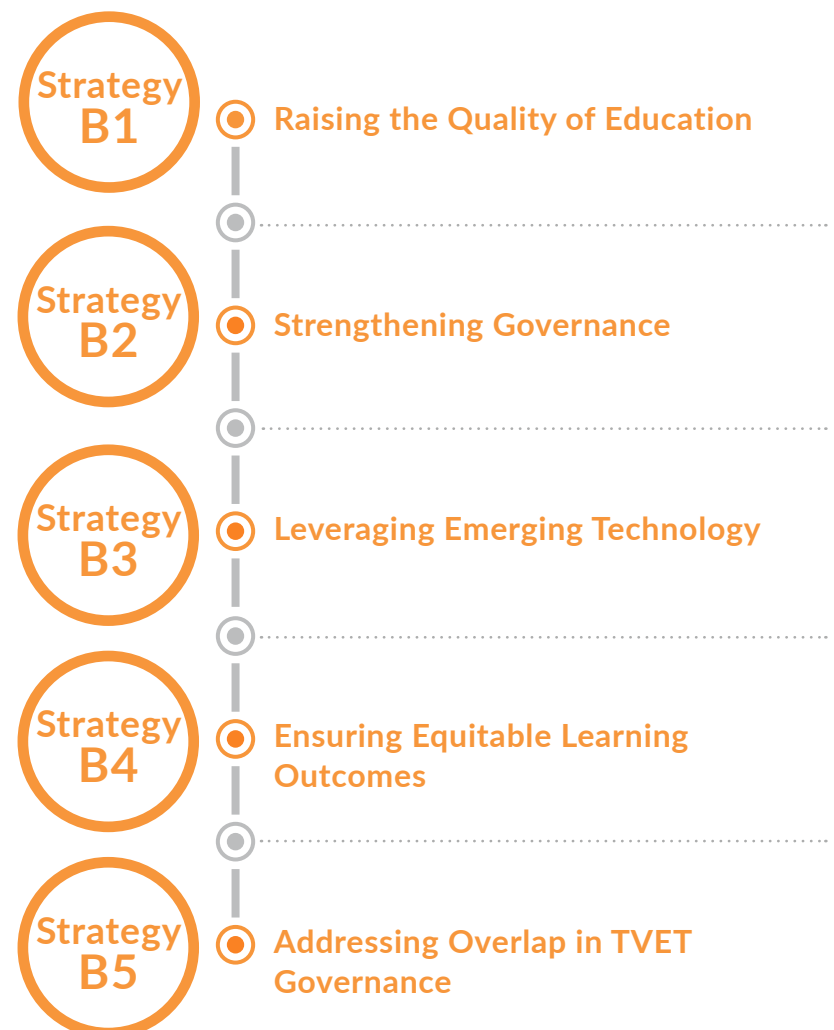 Strategy
B1
Raising the Quality of Education
Strategy
B2
Strengthening Governance
Strategy
B3
Leveraging Emerging Technology
Strategy
B4
Ensuring Equitable Learning
Outcomes
Strategy
B5
Addressing Overlap in TVET
Governance